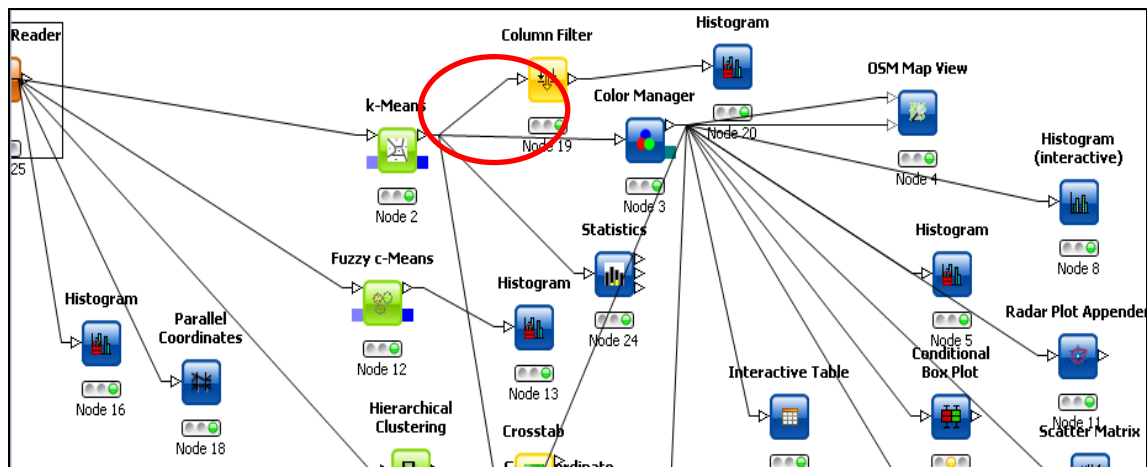 Reader
Column Filter
Histogram
OSM Map View
k-Means
Color Manager
Node 20
Node 19
Histogram
(interactive)
25
Node 4
Node 2
Node 3
Statistics
Histogram
Node 8
Fuzzy c-Means
Histogram
Histogram
Parallel
Coordinates
Radar Plot Appender
Node 24
Node 5
Conditional
Box Plot
Node 12
Interactive Table
Node 13
Node 16
Node 11
Hierarchical
Clustering
Crosstab
Scatter Matrix
Node 18